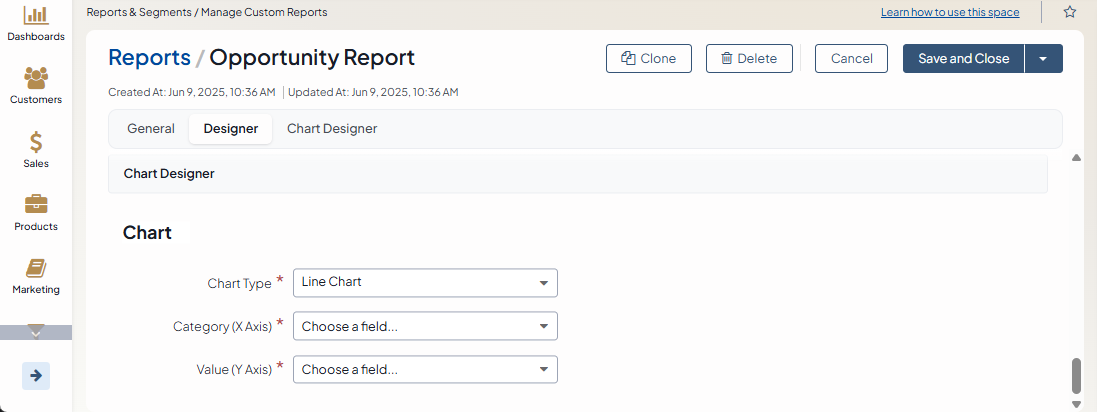 Reports & Segments / Manage Custom Reports
Learn how to use this space
Dashboards
Customers
Sales
Products
Marketing
Reports / Opportunity Report
Clone
Delete
Cancel
Save and Close
Created At: Jun 9, 2025, 10:36 AM | Updated At: Jun 9, 2025, 10:36 AM
General
Designer
Chart Designer
Chart Designer
Chart
Chart Type * Line Chart
Category (X Axis) * Choose a field...
Value (Y Axis) * Choose a field...